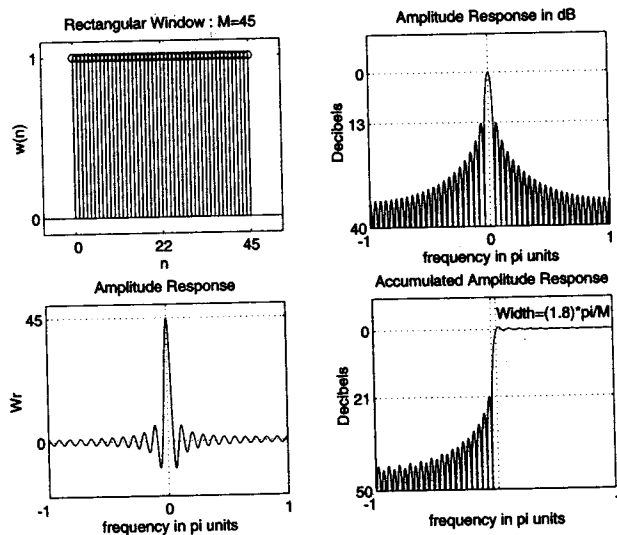 Rectangular Window : M=45
1
w(n)
0
0
22
45
n
Amplitude Response in dB
0
13
Decibels
40
-1
0
1
frequency in pi units
Amplitude Response
45
Wr
0
-1
0
1
frequency in pi units
Accumulated Amplitude Response
Width=(1.8)*pi/M
0
21
Decibels
50
-1
0
1
frequency in pi units